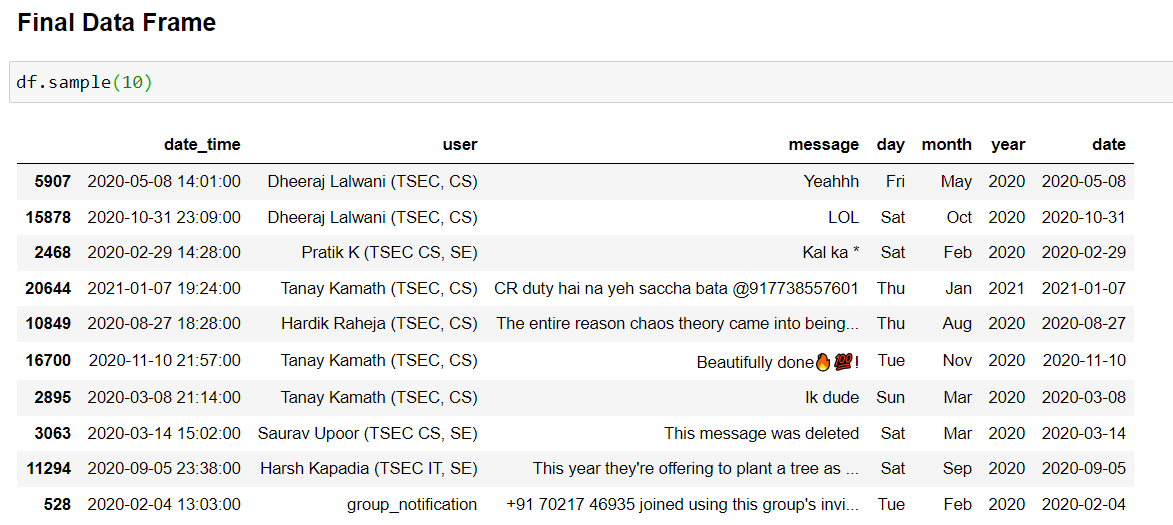 Final Data Frame
df.sample(10)
date_time user message day month year date
5907 2020-05-08 14:01:00 Dheeraj Lalwani (TSEC, CS) Yeahhh Fri May 2020 2020-05-08
15878 2020-10-31 23:09:00 Dheeraj Lalwani (TSEC, CS) LOL Sat Oct 2020 2020-10-31
2468 2020-02-29 14:28:00 Pratik K (TSEC CS, SE) Kal ka * Sat Feb 2020 2020-02-29
20644 2021-01-07 19:24:00 Tanay Kamath (TSEC, CS) CR duty hai na yeh saccha bata @917738557601 Thu Jan 2021 2021-01-07
10849 2020-08-27 18:28:00 Hardik Raheja (TSEC, CS) The entire reason chaos theory came into being... Thu Aug 2020 2020-08-27
16700 2020-11-10 21:57:00 Tanay Kamath (TSEC, CS) Beautifully done🔥💯! Tue Nov 2020 2020-11-10
2895 2020-03-08 21:14:00 Tanay Kamath (TSEC, CS) Ik dude Sun Mar 2020 2020-03-08
3063 2020-03-14 15:02:00 Saurav Upoor (TSEC CS, SE) This message was deleted Sat Mar 2020 2020-03-14
11294 2020-09-05 23:38:00 Harsh Kapadia (TSEC IT, SE) This year they're offering to plant a tree as ... Sat Sep 2020 2020-09-05
528 2020-02-04 13:03:00 group_notification +91 70217 46935 joined using this group's invi... Tue Feb 2020 2020-02-04